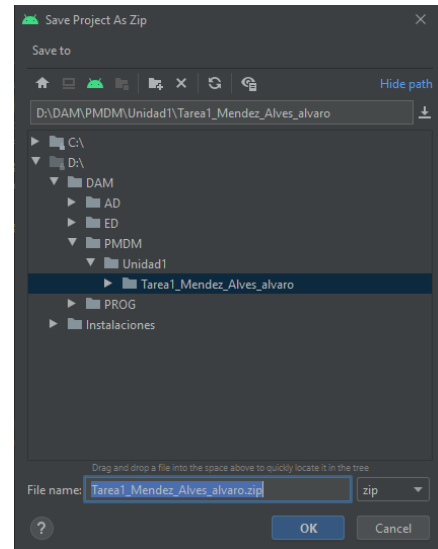 Save Project As Zip
Save to
Hide path
D:\DAM\PMDM\Unidad1\Tarea1_Mendez_Alves_alvaro
C:\
D:\
DAM
AD
ED
PMDM
Unidad1
Tarea1_Mendez_Alves_alvaro
PROG
Instalaciones
Drag and drop a file into the space above to quickly locate it in the tree
File name: Tarea1_Mendez_Alves_alvaro.zip zip
? OK Cancel